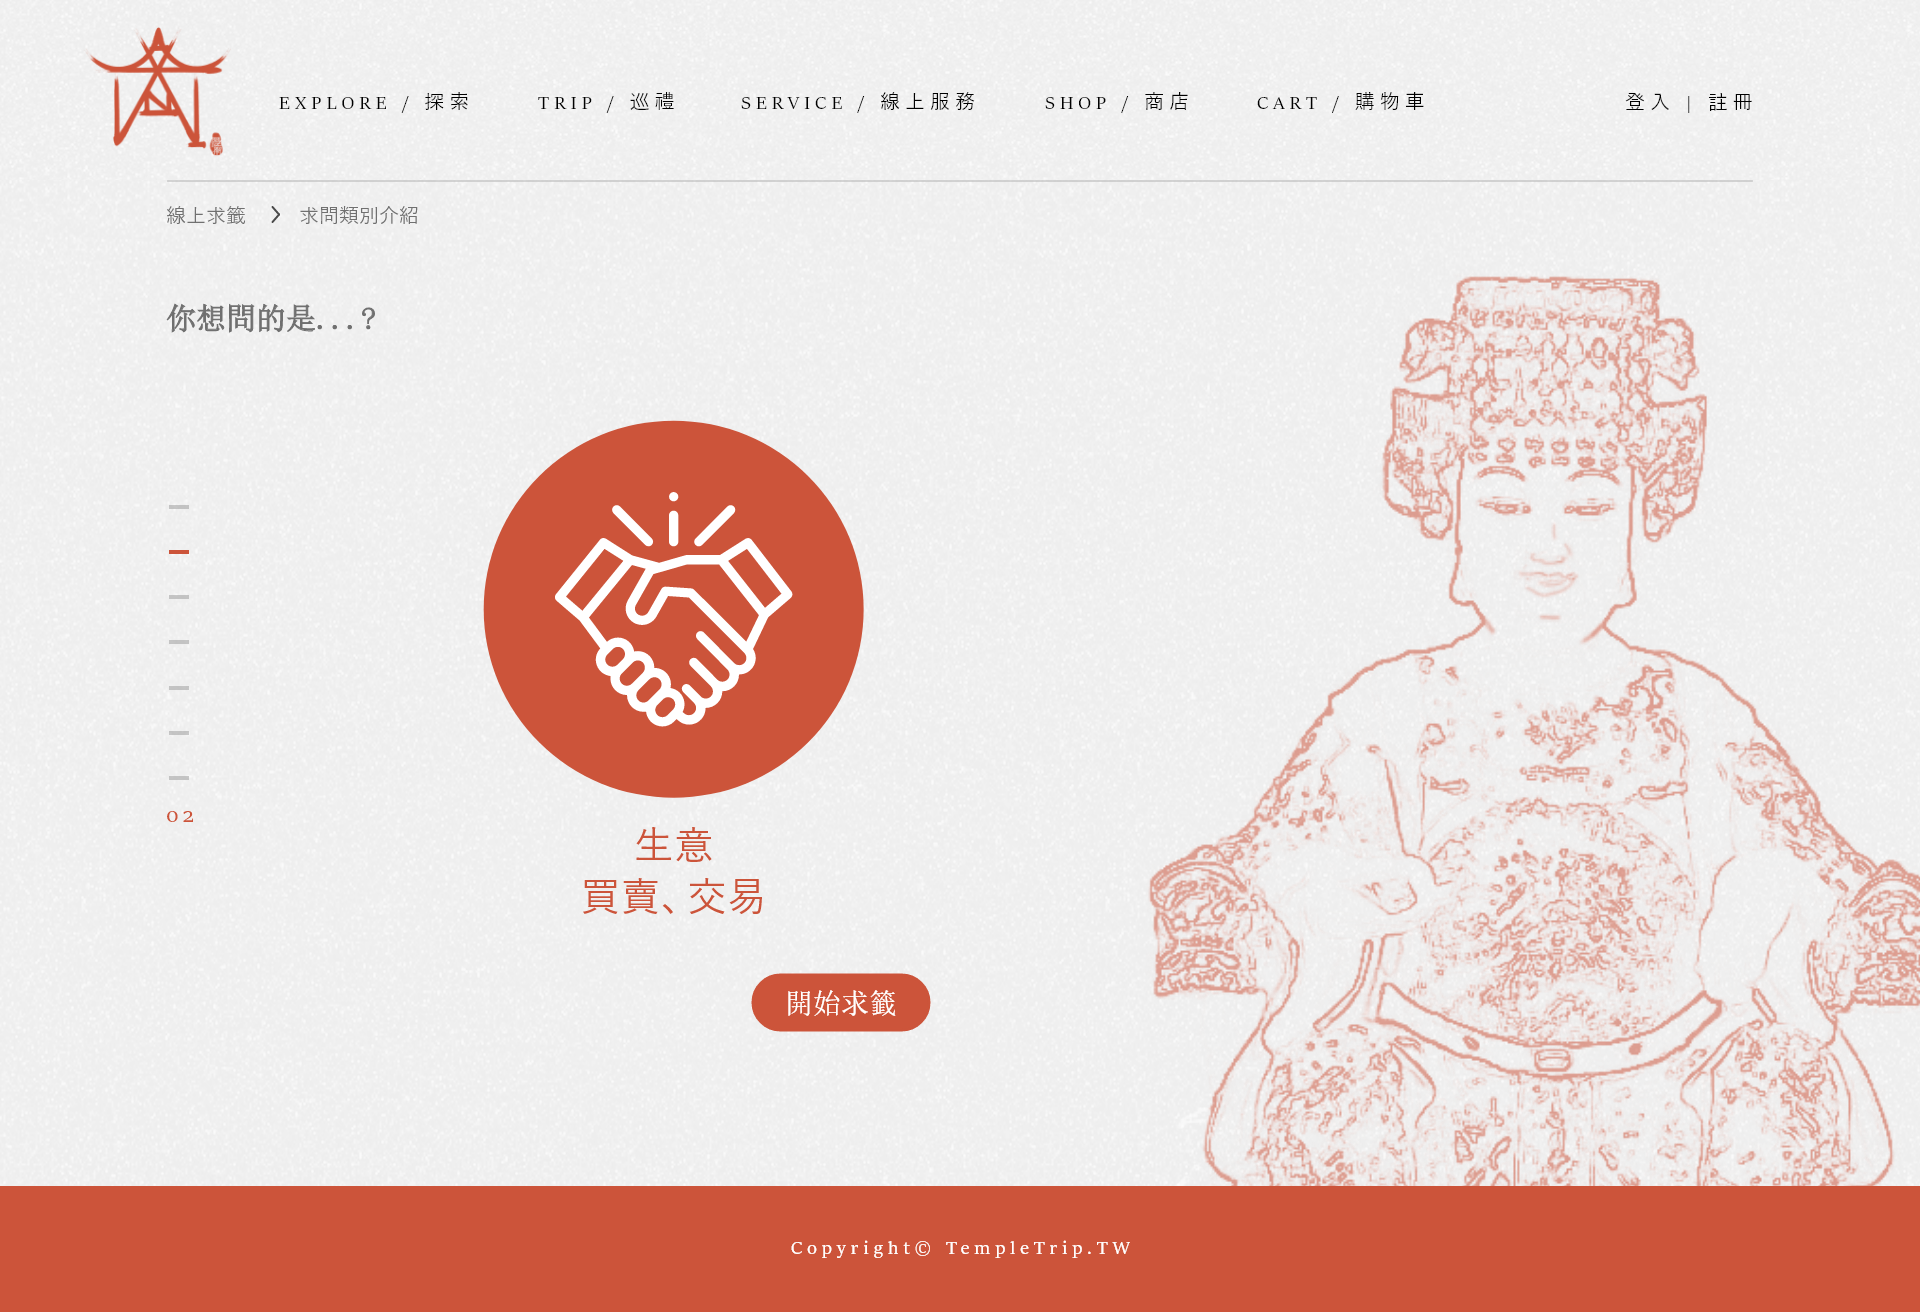 EXPLORE / 探索
TRIP / 巡禮
SERVICE / 線上服務
SHOP / 商店
CART / 購物車
登入 | 註冊
線上求籤 > 求問類別介紹
你想問的是...?
02
生意
買賣、交易
開始求籤
Copyright© TempleTrip.TW